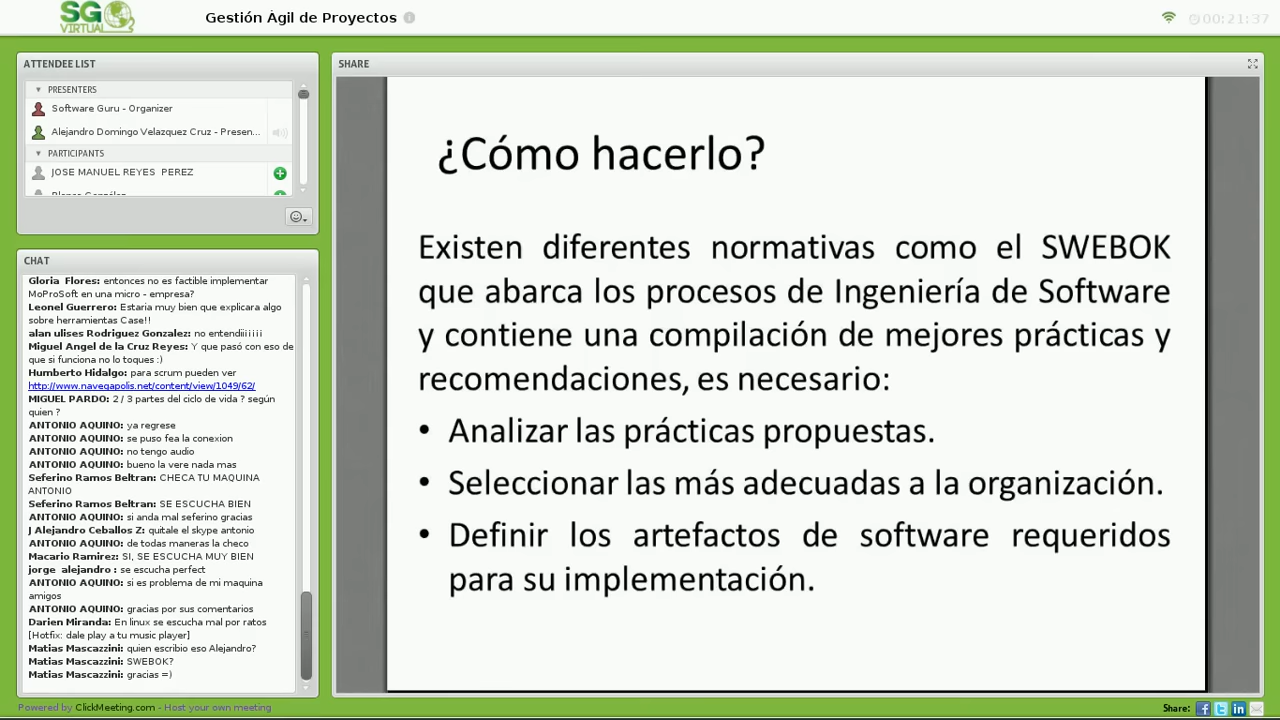 SG
VIRTUAL
Gestión Ágil de Proyectos
00:21:37
ATTENDEE LIST
PRESENTERS
Software Guru - Organizer
Alejandro Domingo Velazquez Cruz - Presen...
PARTICIPANTS
JOSE MANUEL REYES PEREZ
CHAT
Gloria Flores: entonces no es factible implementar
MoProSoft en una micro - empresa?
Leonel Guerrero: Estaria muy bien que explicara algo
sobre herramientas Case!!
alan ulises Rodriguez Gonzalez: no entendiiiiiii
Miguel Angel de la Cruz Reyes: Y que pasó con eso de
que si funciona no lo toques :)
Humberto Hidalgo: para scrum pueden ver
http://www.navegapolis.net/content/view/1049/62/
MIGUEL PARDO: 2 / 3 partes del ciclo de vida ? según
quien ?
ANTONIO AQUINO: ya regrese
ANTONIO AQUINO: se puso fea la conexion
ANTONIO AQUINO: no tengo audio
ANTONIO AQUINO: bueno la vere nada mas
Seferino Ramos Beltran: CHECA TU MAQUINA
ANTONIO
Seferino Ramos Beltran: SE ESCUCHA BIEN
ANTONIO AQUINO: si anda mal seferino gracias
J Alejandro Ceballos Z: quitale el skype antonio
ANTONIO AQUINO: de todas maneras la checo
Macario Ramirez: SI, SE ESCUCHA MUY BIEN
jorge alejandro : se escucha perfect
ANTONIO AQUINO: si es problema de mi maquina
amigos
ANTONIO AQUINO: gracias por sus comentarios
Darien Miranda: En linux se escucha mal por ratos
[Hotfix: dale play a tu music player]
Matias Mascazzini: quien escribio eso Alejandro?
Matias Mascazzini: SWEBOK?
Matias Mascazzini: gracias =)
SHARE
¿Cómo hacerlo?
Existen diferentes normativas como el SWEBOK
que abarca los procesos de Ingeniería de Software
y contiene una compilación de mejores prácticas y
recomendaciones, es necesario:
• Analizar las prácticas propuestas.
• Seleccionar las más adecuadas a la organización.
• Definir los artefactos de software requeridos
para su implementación.
Powered by ClickMeeting.com - Host your own meeting
Share: